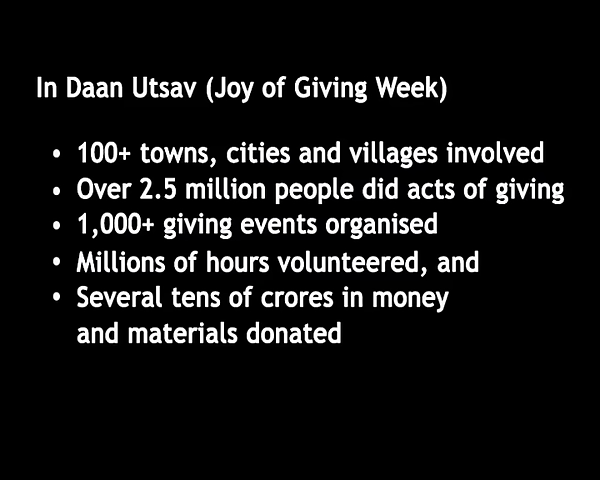 In Daan Utsav (Joy of Giving Week)
• 100+ towns, cities and villages involved
• Over 2.5 million people did acts of giving
• 1,000+ giving events organised
• Millions of hours volunteered, and
• Several tens of crores in money
and materials donated